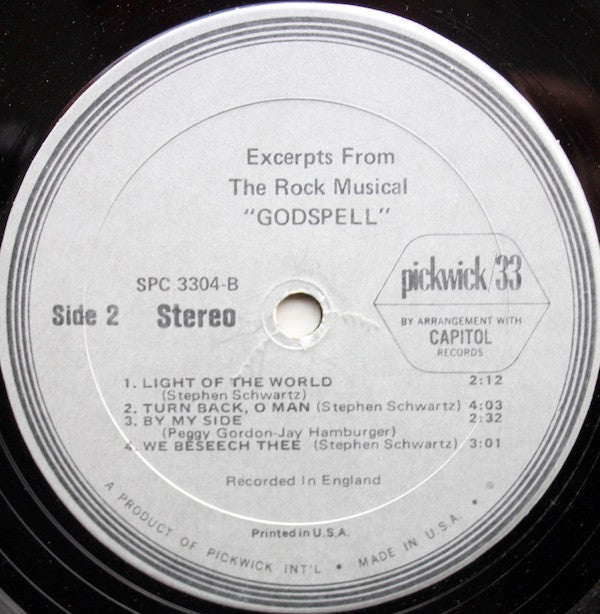 Excerpts From
The Rock Musical
"GODSPELL"
SPC 3304-B
Side 2 Stereo
pickwick/33
BY ARRANGEMENT WITH
CAPITOL
RECORDS
1. LIGHT OF THE WORLD 2:12
(Stephen Schwartz)
2. TURN BACK, O MAN (Stephen Schwartz) 4:03
3. BY MY SIDE 2:32
(Peggy Gordon-Jay Hamburger)
4. WE BESEECH THEE (Stephen Schwartz) 3:01
Recorded In England
Printed in U.S.A.
A PRODUCT OF PICKWICK INT'L • MADE IN U.S.A. • ℗